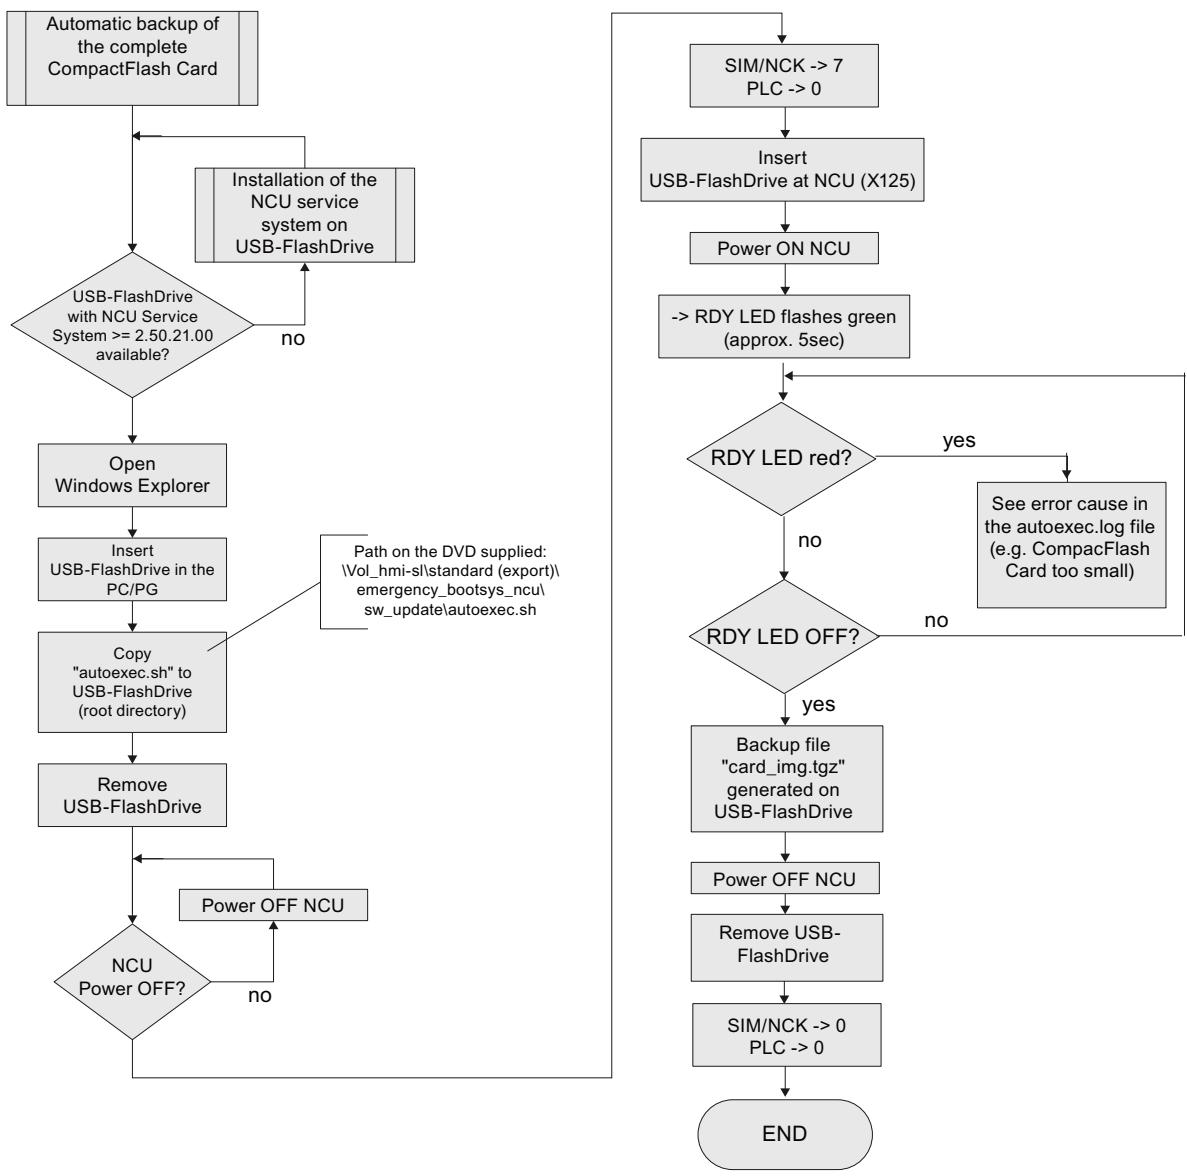 Automatic backup of
the complete
CompactFlash Card
Installation of the
NCU service
system on
USB-FlashDrive
USB-FlashDrive
with NCU Service
System >= 2.50.21.00
available?
no
Open
Windows Explorer
Insert
USB-FlashDrive in the
PC/PG
Path on the DVD supplied:
\Vol_hmi-sl\standard (export)\
emergency_bootsys_ncu\
sw_update\autoexec.sh
Copy
"autoexec.sh" to
USB-FlashDrive
(root directory)
Remove
USB-FlashDrive
Power OFF NCU
NCU
Power OFF?
no
SIM/NCK -> 7
PLC -> 0
Insert
USB-FlashDrive at NCU (X125)
Power ON NCU
-> RDY LED flashes green
(approx. 5sec)
RDY LED red?
yes
See error cause in
the autoexec.log file
(e.g. CompacFlash
Card too small)
no
RDY LED OFF?
no
yes
Backup file
"card_img.tgz"
generated on
USB-FlashDrive
Power OFF NCU
Remove USB-
FlashDrive
SIM/NCK -> 0
PLC -> 0
END